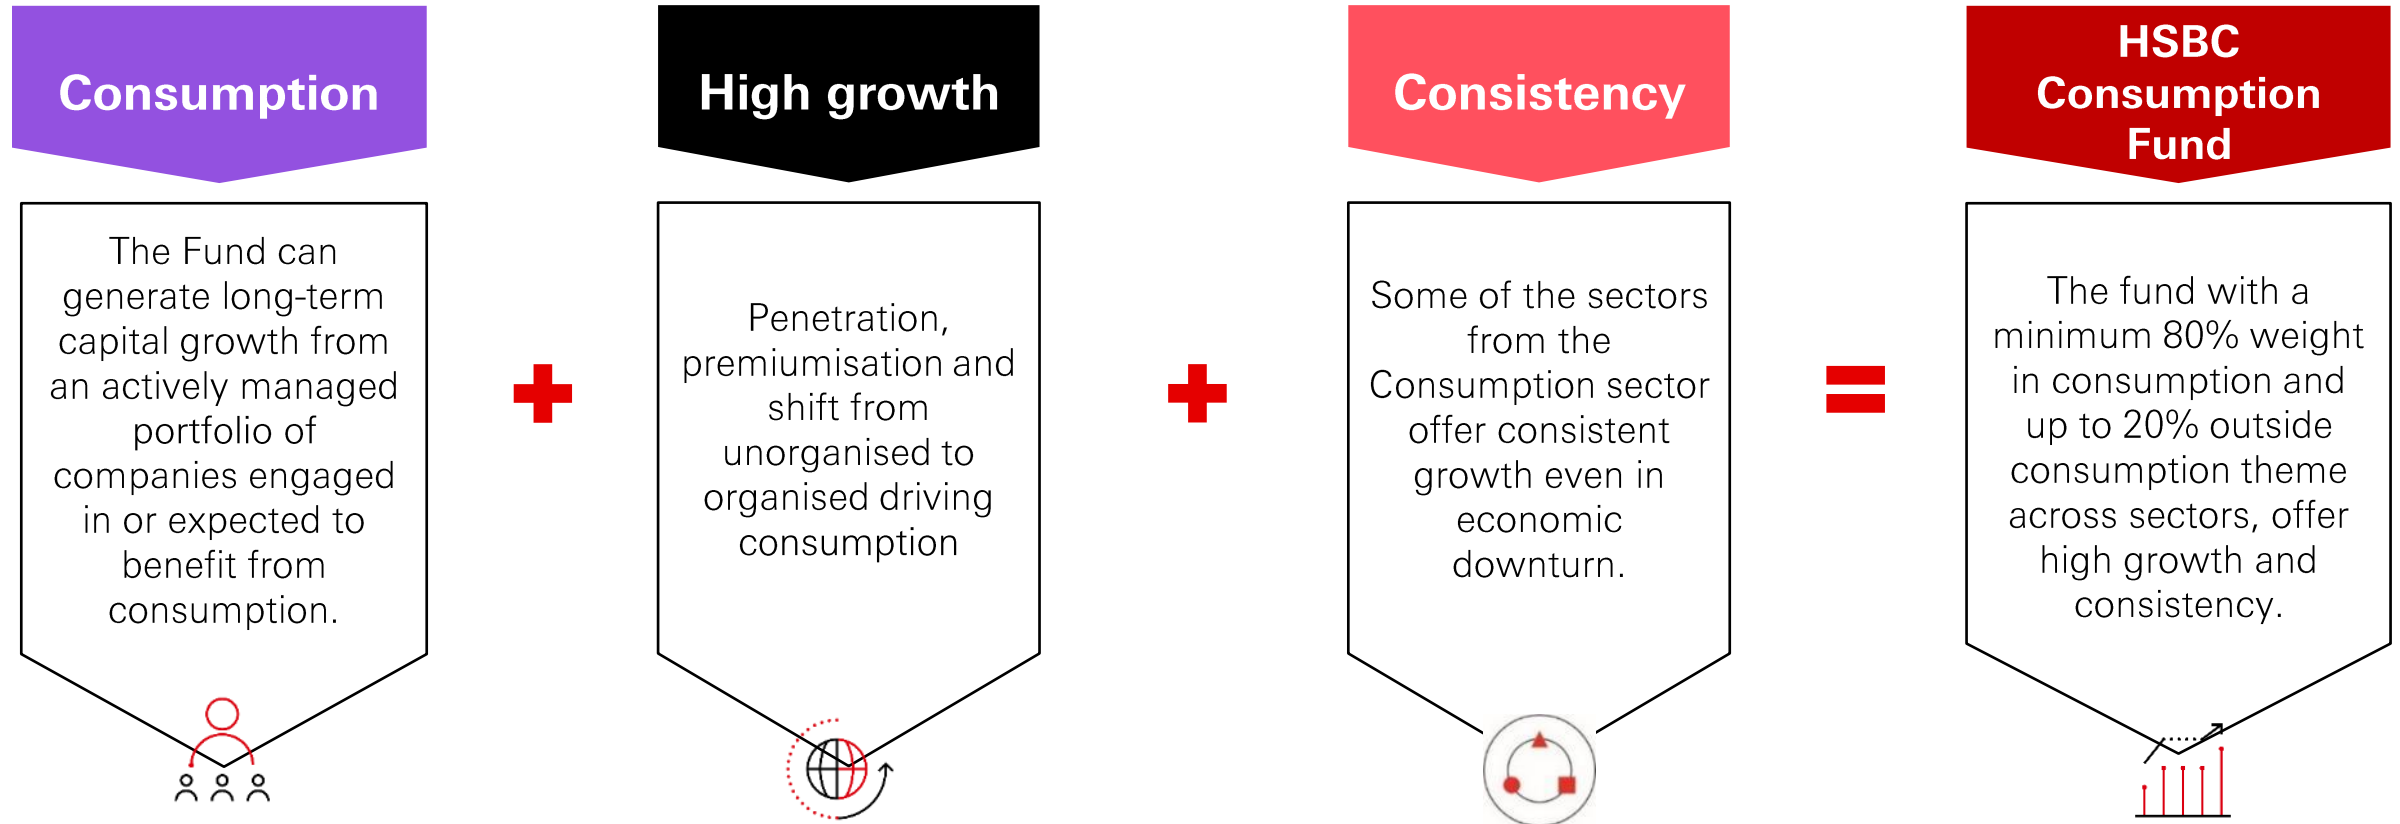 Consumption
The Fund can
generate long-term
capital growth from
an actively managed
portfolio of
companies engaged
in or expected to
benefit from
consumption.
High growth
Penetration,
premiumisation and
shift from
unorganised to
organised driving
consumption
Consistency
Some of the sectors
from the
Consumption sector
offer consistent
growth even in
economic
downturn.
HSBC
Consumption
Fund
The fund with a
minimum 80% weight
in consumption and
up to 20% outside
consumption theme
across sectors, offer
high growth and
consistency.